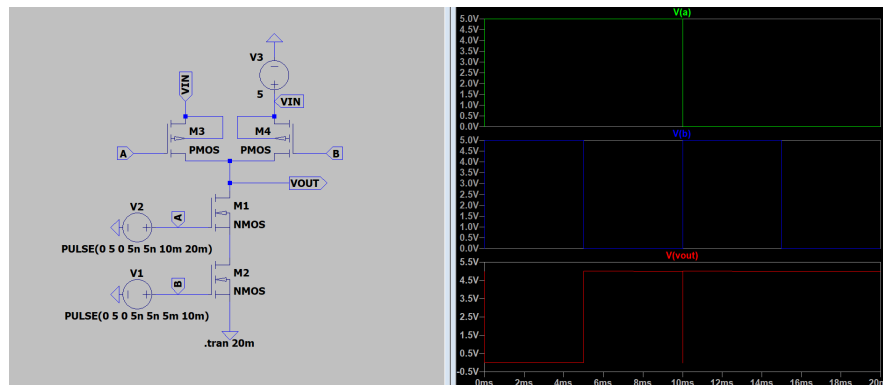 V3
VIN
5
VIN
M3
M4
A
PMOS
PMOS
B
VOUT
V2
A
M1
NMOS
PULSE(0 5 0 5n 5n 10m 20m)
V1
B
M2
NMOS
PULSE(0 5 0 5n 5n 5m 10m)
.tran 20m
V(a)
5.0V
4.5V
4.0V
3.5V
3.0V
2.5V
2.0V
1.5V
1.0V
0.5V
0.0V
V(b)
5.0V
4.5V
4.0V
3.5V
3.0V
2.5V
2.0V
1.5V
1.0V
0.5V
0.0V
V(vout)
5.5V
4.5V
3.5V
2.5V
1.5V
0.5V
-0.5V
0ms 2ms 4ms 6ms 8ms 10ms 12ms 14ms 16ms 18ms